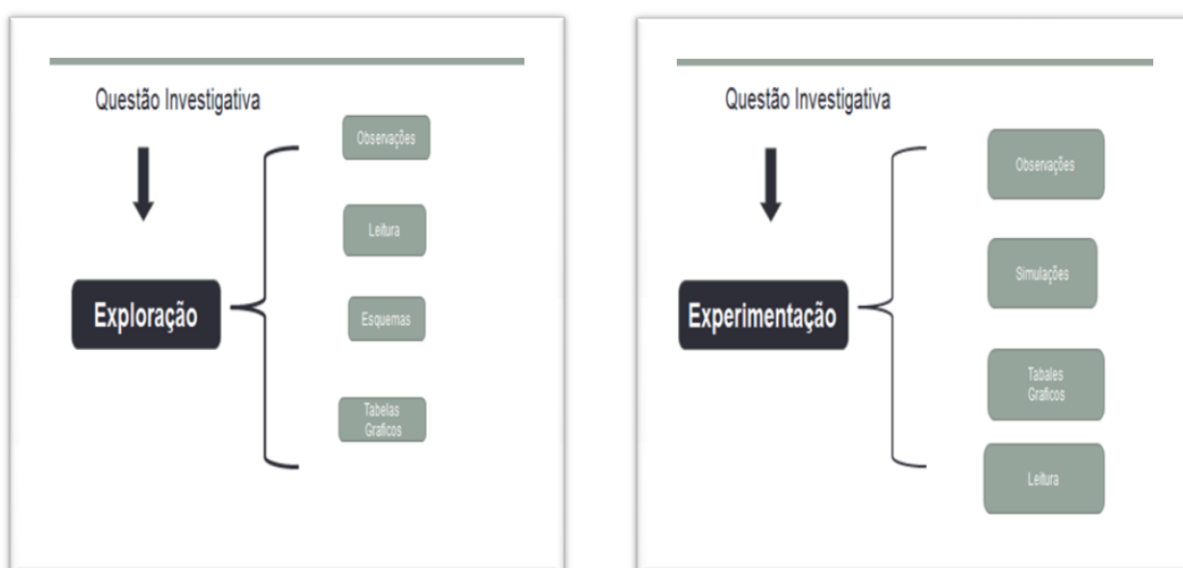 Questão Investigativa
Observações
Leitura
Exploração
Esquemas
Tabelas
Graficos
Questão Investigativa
Observações
Simulações
Experimentação
Tabales
Graficos
Leitura